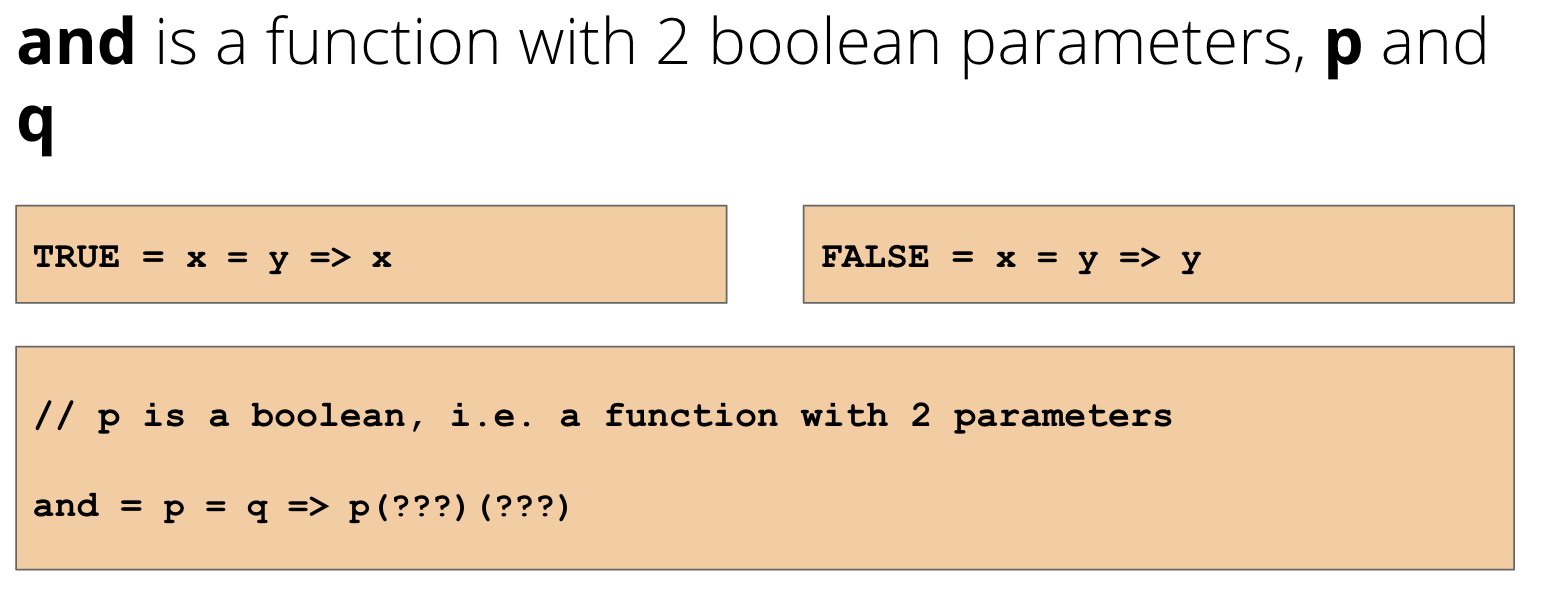 and is a function with 2 boolean parameters, p and
q
TRUE = x = y => x
FALSE = x = y => y
// p is a boolean, i.e. a function with 2 parameters
and = p = q => p(???)(???)